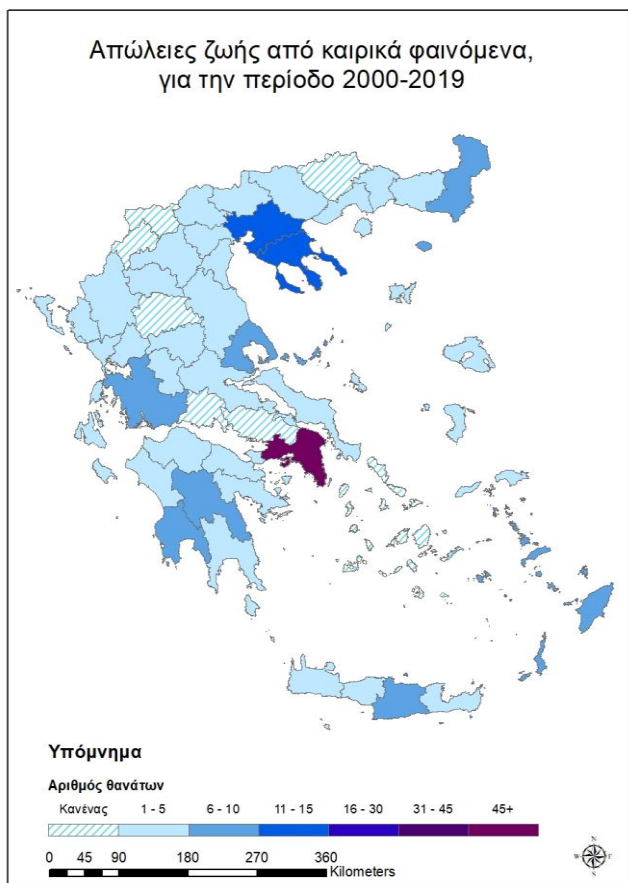 Απώλειες ζωής από καιρικά φαινόμενα,
για την περίοδο 2000-2019
Υπόμνημα
Αριθμός θανάτων
Κανένας 1 - 5 6 - 10 11 - 15 16 - 30 31 - 45 45+
0 45 90 180 270 360
Kilometers
N
W E
S